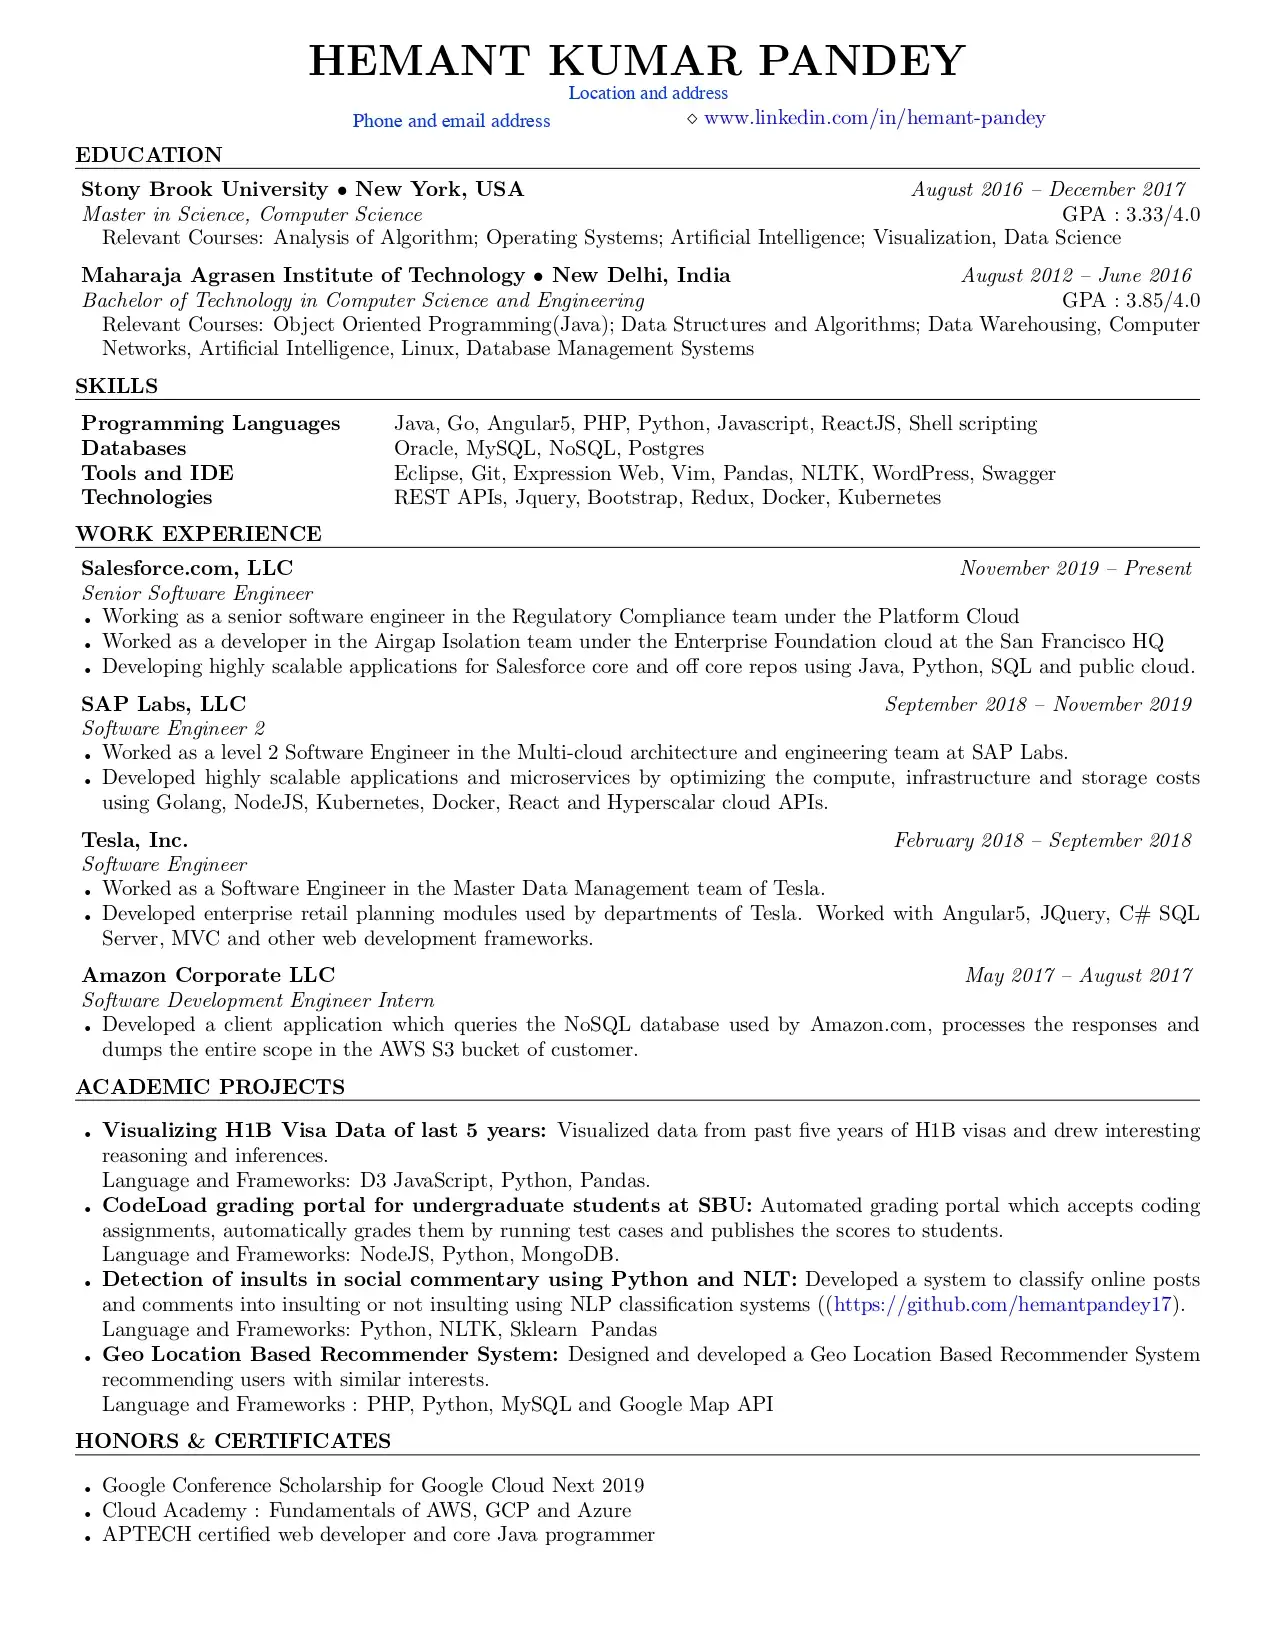 HEMANT KUMAR PANDEY
Location and address
Phone and email address ⋄ www.linkedin.com/in/hemant-pandey
EDUCATION
Stony Brook University • New York, USA August 2016 – December 2017
Master in Science, Computer Science GPA : 3.33/4.0
Relevant Courses: Analysis of Algorithm; Operating Systems; Artificial Intelligence; Visualization, Data Science
Maharaja Agrasen Institute of Technology • New Delhi, India August 2012 – June 2016
Bachelor of Technology in Computer Science and Engineering GPA : 3.85/4.0
Relevant Courses: Object Oriented Programming(Java); Data Structures and Algorithms; Data Warehousing, Computer
Networks, Artificial Intelligence, Linux, Database Management Systems
SKILLS
Programming Languages Java, Go, Angular5, PHP, Python, Javascript, ReactJS, Shell scripting
Databases Oracle, MySQL, NoSQL, Postgres
Tools and IDE Eclipse, Git, Expression Web, Vim, Pandas, NLTK, WordPress, Swagger
Technologies REST APIs, Jquery, Bootstrap, Redux, Docker, Kubernetes
WORK EXPERIENCE
Salesforce.com, LLC November 2019 – Present
Senior Software Engineer
• Working as a senior software engineer in the Regulatory Compliance team under the Platform Cloud
• Worked as a developer in the Airgap Isolation team under the Enterprise Foundation cloud at the San Francisco HQ
• Developing highly scalable applications for Salesforce core and off core repos using Java, Python, SQL and public cloud.
SAP Labs, LLC September 2018 – November 2019
Software Engineer 2
• Worked as a level 2 Software Engineer in the Multi-cloud architecture and engineering team at SAP Labs.
• Developed highly scalable applications and microservices by optimizing the compute, infrastructure and storage costs
using Golang, NodeJS, Kubernetes, Docker, React and Hyperscalar cloud APIs.
Tesla, Inc. February 2018 – September 2018
Software Engineer
• Worked as a Software Engineer in the Master Data Management team of Tesla.
• Developed enterprise retail planning modules used by departments of Tesla. Worked with Angular5, JQuery, C# SQL
Server, MVC and other web development frameworks.
Amazon Corporate LLC May 2017 – August 2017
Software Development Engineer Intern
• Developed a client application which queries the NoSQL database used by Amazon.com, processes the responses and
dumps the entire scope in the AWS S3 bucket of customer.
ACADEMIC PROJECTS
• Visualizing H1B Visa Data of last 5 years: Visualized data from past five years of H1B visas and drew interesting
reasoning and inferences.
Language and Frameworks: D3 JavaScript, Python, Pandas.
• CodeLoad grading portal for undergraduate students at SBU: Automated grading portal which accepts coding
assignments, automatically grades them by running test cases and publishes the scores to students.
Language and Frameworks: NodeJS, Python, MongoDB.
• Detection of insults in social commentary using Python and NLT: Developed a system to classify online posts
and comments into insulting or not insulting using NLP classification systems ((https://github.com/hemantpandey17).
Language and Frameworks: Python, NLTK, Sklearn Pandas
• Geo Location Based Recommender System: Designed and developed a Geo Location Based Recommender System
recommending users with similar interests.
Language and Frameworks : PHP, Python, MySQL and Google Map API
HONORS & CERTIFICATES
• Google Conference Scholarship for Google Cloud Next 2019
• Cloud Academy : Fundamentals of AWS, GCP and Azure
• APTECH certified web developer and core Java programmer